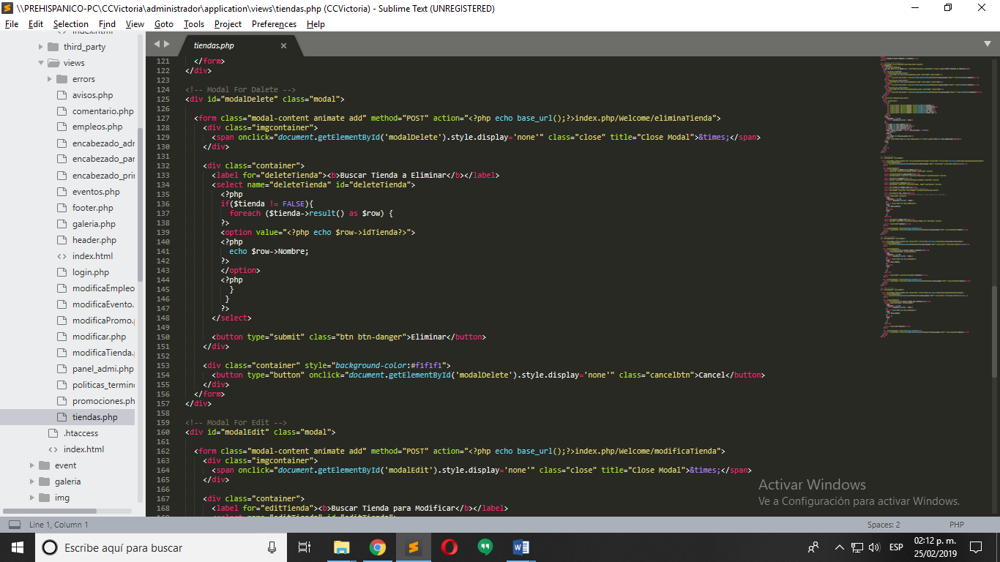 \\PREHISPANICO-PC\CCVictoria\administrador\application\views\tiendas.php (CCVictoria) - Sublime Text (UNREGISTERED)
File Edit Selection Find View Goto Tools Project Preferences Help
index.html
third_party
views
errors
avisos.php
comentario.php
empleos.php
encabezado_adr
encabezado_par
encabezado_prir
eventos.php
footer.php
galeria.php
header.php
index.html
login.php
modificaEmpleo
modificaEvento.
modificaPromo.
modificar.php
modificaTienda.
panel_admi.php
politicas_termino
promociones.ph
tiendas.php
.htaccess
index.html
event
galeria
img
tiendas.php
121 </form>
122 </div>
123
124 <!-- Modal For Dalete -->
125 <div id="modalDelete" class="modal">
126
127 <form class="modal-content animate add" method="POST" action="<?php echo base_url();?>index.php/Welcome/eliminaTienda">
128 <div class="imgcontainer">
129 <span onclick="document.getElementById('modalDelete').style.display='none'" class="close" title="Close Modal">&times;</span>
130 </div>
131
132 <div class="container">
133 <label for="deleteTienda"><b>Buscar Tienda a Eliminar</b></label>
134 <select name="deleteTienda" id="deleteTienda">
135 <?php
136 if($tienda != FALSE){
137 foreach ($tienda->result() as $row) {
138 ?>
139 <option value="<?php echo $row->idTienda?>">
140 <?php
141 echo $row->Nombre;
142 ?>
143 </option>
144 <?php
145 }
146 }
147 ?>
148 </select>
149
150 <button type="submit" class="btn btn-danger">Eliminar</button>
151 </div>
152
153 <div class="container" style="background-color:#f1f1f1">
154 <button type="button" onclick="document.getElementById('modalDelete').style.display='none'" class="cancelbtn">Cancel</button>
155 </div>
156 </form>
157 </div>
158
159 <!-- Modal For Edit -->
160 <div id="modalEdit" class="modal">
161
162 <form class="modal-content animate add" method="POST" action="<?php echo base_url();?>index.php/Welcome/modificaTienda">
163 <div class="imgcontainer">
164 <span onclick="document.getElementById('modalEdit').style.display='none'" class="close" title="Close Modal">&times;</span>
165 </div>
166
167 <div class="container">
168 <label for="editTienda"><b>Buscar Tienda para Modificar</b></label>
169 <select name="editTienda" id="editTienda">
Activar Windows
Ve a Configuración para activar Windows.
Line 1, Column 1 Spaces: 2 PHP
Escribe aquí para buscar
ESP
02:12 p. m.
25/02/2019